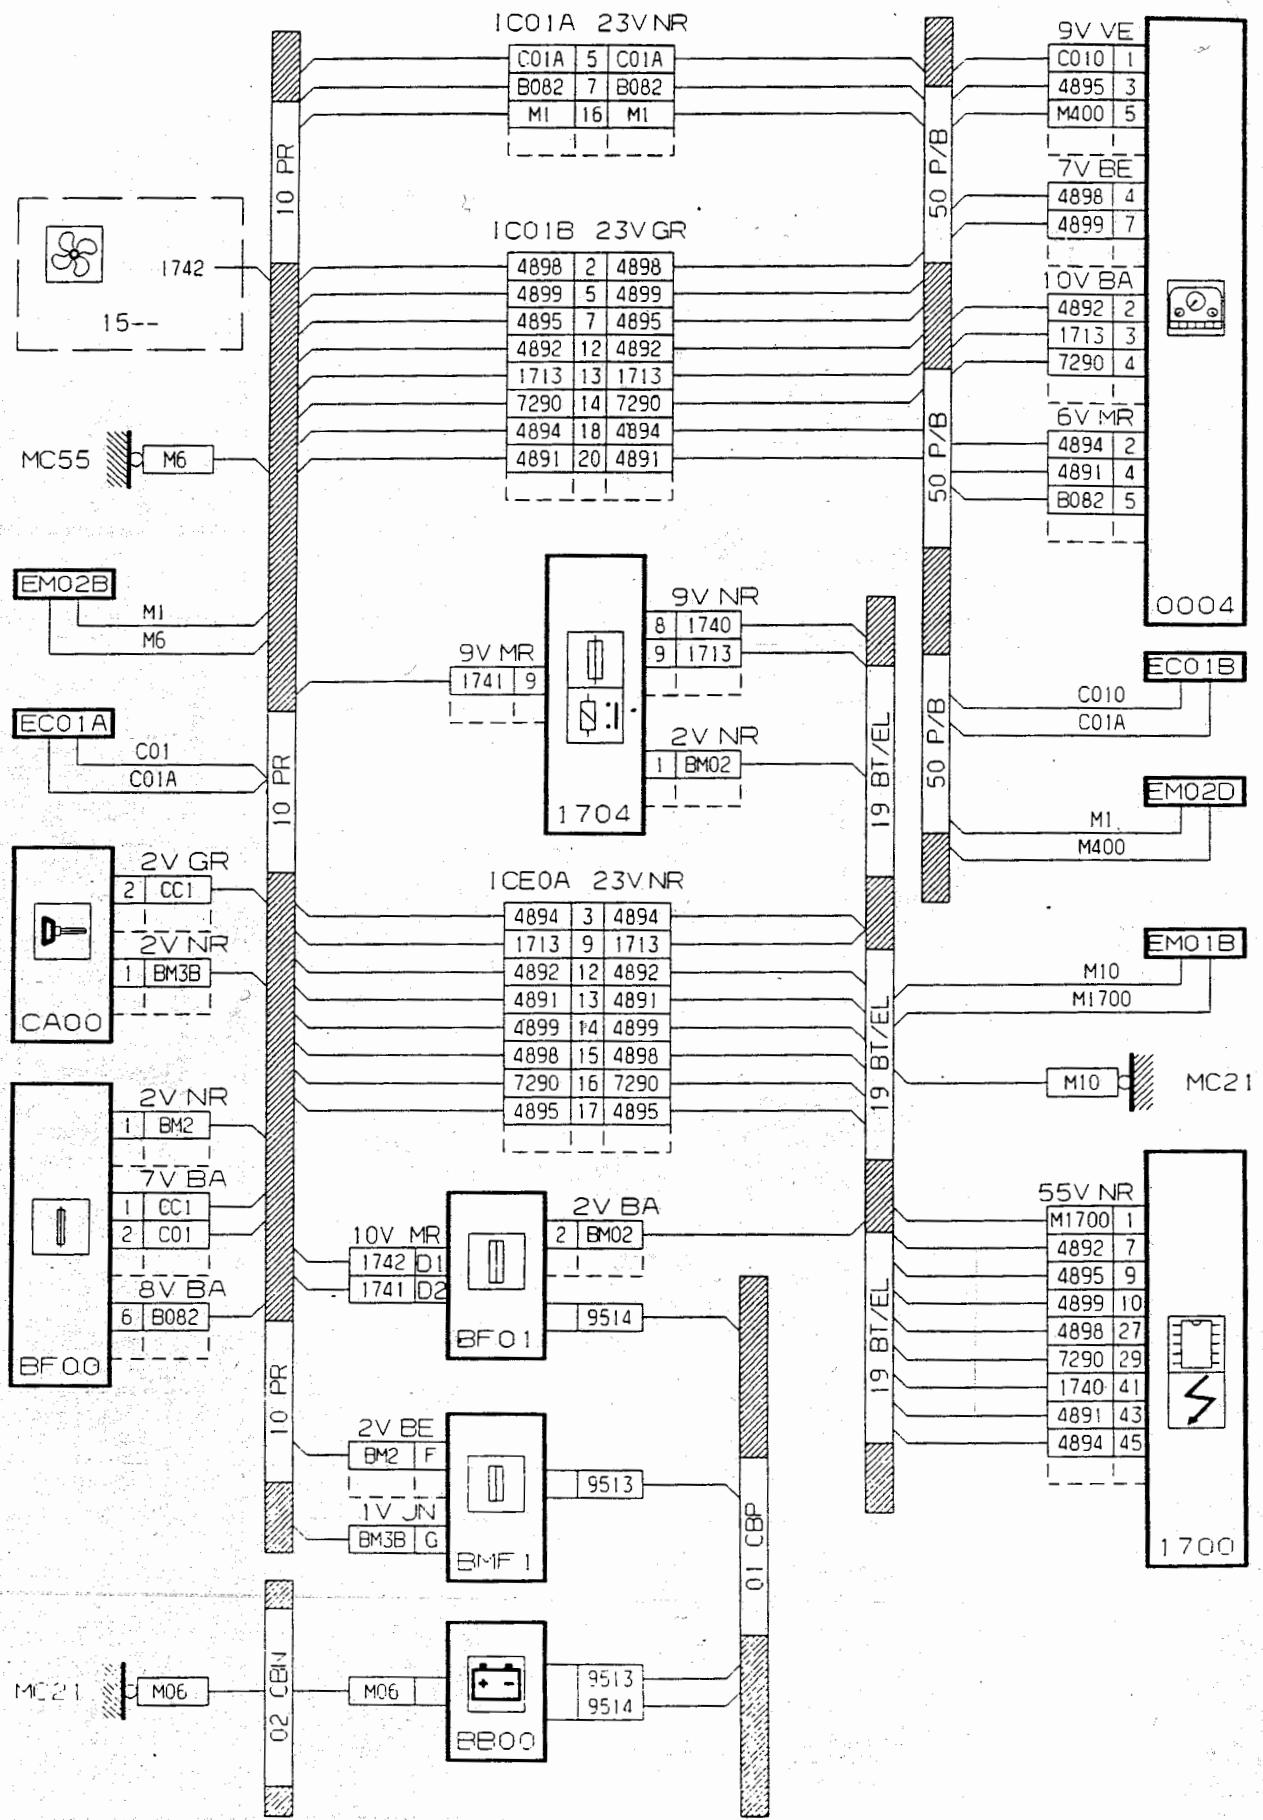 IC01A 23V NR
C01A 5 C01A
B082 7 B082
M1 16 M1
9V VE
C010 1
4895 3
M400 5
10 PR
50 P/B
7V BE
4898 4
4899 7
1742
15--
IC01B 23V GR
4898 2 4898
4899 5 4899
4895 7 4895
4892 12 4892
1713 13 1713
7290 14 7290
4894 18 4894
4891 20 4891
10V BA
4892 2
1713 3
7290 4
6V MR
4894 2
4891 4
B082 5
0004
50 P/B
MC55
M6
EM02B
M1
M6
EC01A
C01
C01A
10 PR
9V MR
1741 9
9V NR
8 1740
9 1713
2V NR
1 BM02
1704
19 BT/EL
50 P/B
EC01B
C010
C01A
EM02D
M1
M400
2V GR
2 CC1
2V NR
1 BM3B
CA00
ICE0A 23V NR
4894 3 4894
1713 9 1713
4892 12 4892
4891 13 4891
4899 14 4899
4898 15 4898
7290 16 7290
4895 17 4895
19 BT/EL
EM01B
M10
M1700
M10
MC21
2V NR
1 BM2
7V BA
1 CC1
2 C01
8V BA
6 B082
BF00
10V MR
1742 D1
1741 D2
2V BA
2 BM02
9514
BF01
19 BT/EL
55V NR
M1700 1
4892 7
4895 9
4899 10
4898 27
7290 29
1740 41
4891 43
4894 45
1700
10 PR
2V BE
BM2 F
1V JN
BM3B G
9513
BMF1
01 CBP
MC21
M06
02 CBN
M06
9513
9514
BB00